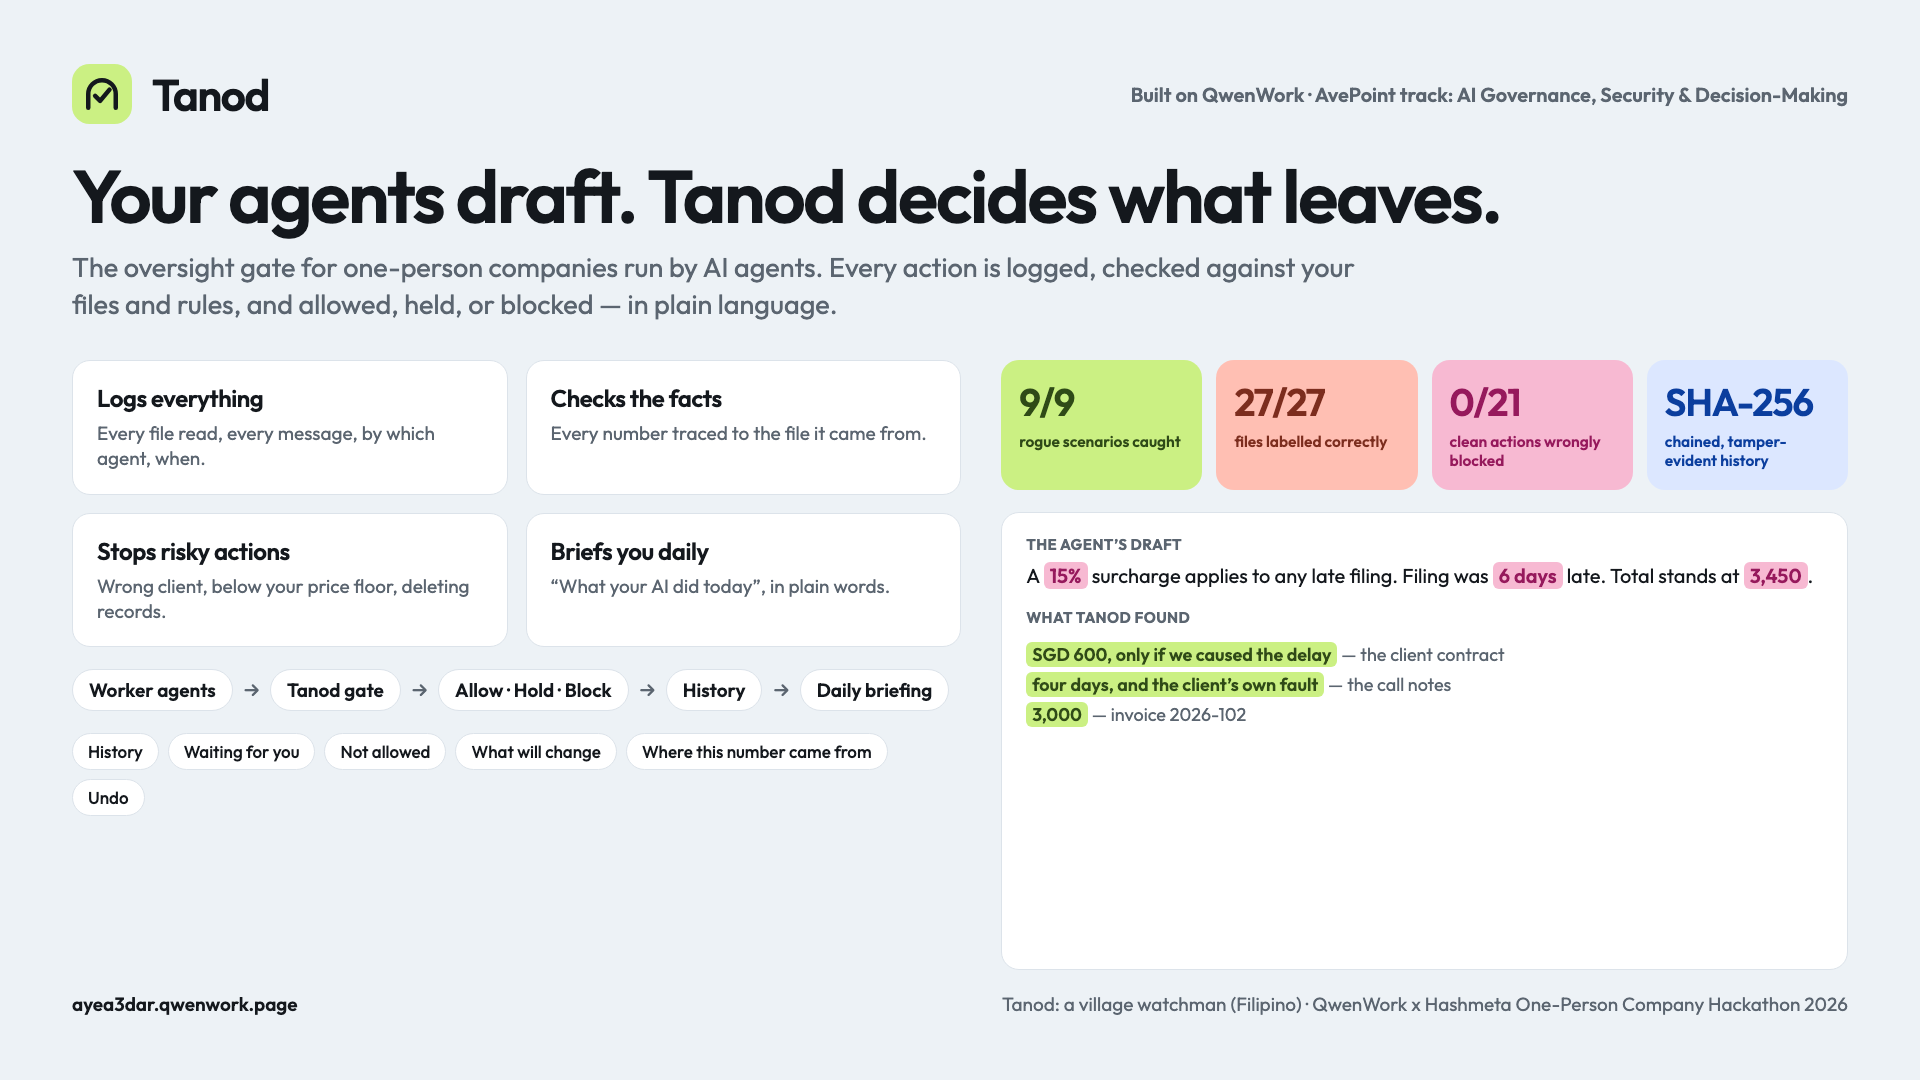 Tanod
Built on QwenWork · AvePoint track: AI Governance, Security & Decision-Making
Your agents draft. Tanod decides what leaves.
The oversight gate for one-person companies run by AI agents. Every action is logged, checked against your
files and rules, and allowed, held, or blocked — in plain language.
Logs everything
Every file read, every message, by which
agent, when.
Checks the facts
Every number traced to the file it came from.
Stops risky actions
Wrong client, below your price floor, deleting
records.
Briefs you daily
“What your AI did today”, in plain words.
Worker agents → Tanod gate → Allow · Hold · Block → History → Daily briefing
History Waiting for you Not allowed What will change Where this number came from
Undo
9/9
rogue scenarios caught
27/27
files labelled correctly
0/21
clean actions wrongly
blocked
SHA-256
chained, tamper-
evident history
THE AGENT’S DRAFT
A 15% surcharge applies to any late filing. Filing was 6 days late. Total stands at 3,450.
WHAT TANOD FOUND
SGD 600, only if we caused the delay — the client contract
four days, and the client’s own fault — the call notes
3,000 — invoice 2026-102
ayea3dar.qwenwork.page
Tanod: a village watchman (Filipino) · QwenWork x Hashmeta One-Person Company Hackathon 2026